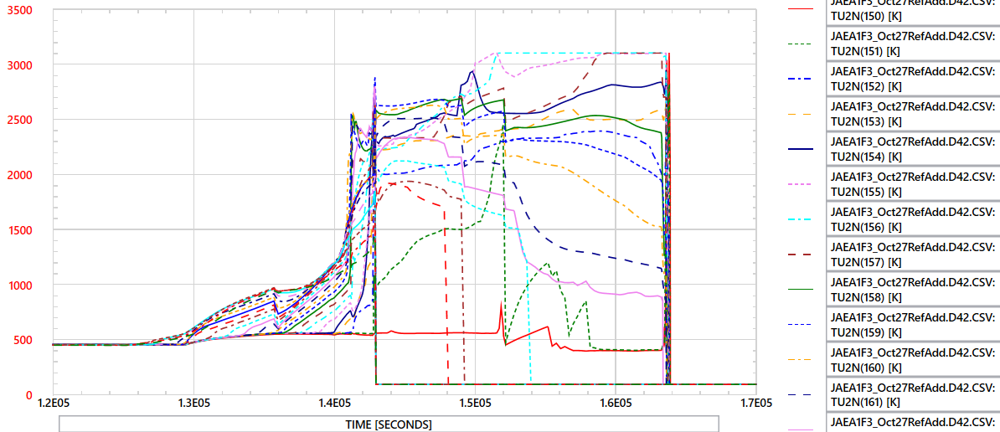 3500
3000
2500
2000
1500
1000
500
0
1.2E05
1.3E05
1.4E05
1.5E05
1.6E05
1.7E05
TIME [SECONDS]
JAEA1F3_Oct27RefAdd.D42.CSV:
TU2N(150) [K]
JAEA1F3_Oct27RefAdd.D42.CSV:
TU2N(151) [K]
JAEA1F3_Oct27RefAdd.D42.CSV:
TU2N(152) [K]
JAEA1F3_Oct27RefAdd.D42.CSV:
TU2N(153) [K]
JAEA1F3_Oct27RefAdd.D42.CSV:
TU2N(154) [K]
JAEA1F3_Oct27RefAdd.D42.CSV:
TU2N(155) [K]
JAEA1F3_Oct27RefAdd.D42.CSV:
TU2N(156) [K]
JAEA1F3_Oct27RefAdd.D42.CSV:
TU2N(157) [K]
JAEA1F3_Oct27RefAdd.D42.CSV:
TU2N(158) [K]
JAEA1F3_Oct27RefAdd.D42.CSV:
TU2N(159) [K]
JAEA1F3_Oct27RefAdd.D42.CSV:
TU2N(160) [K]
JAEA1F3_Oct27RefAdd.D42.CSV:
TU2N(161) [K]
JAEA1F3_Oct27RefAdd.D42.CSV: